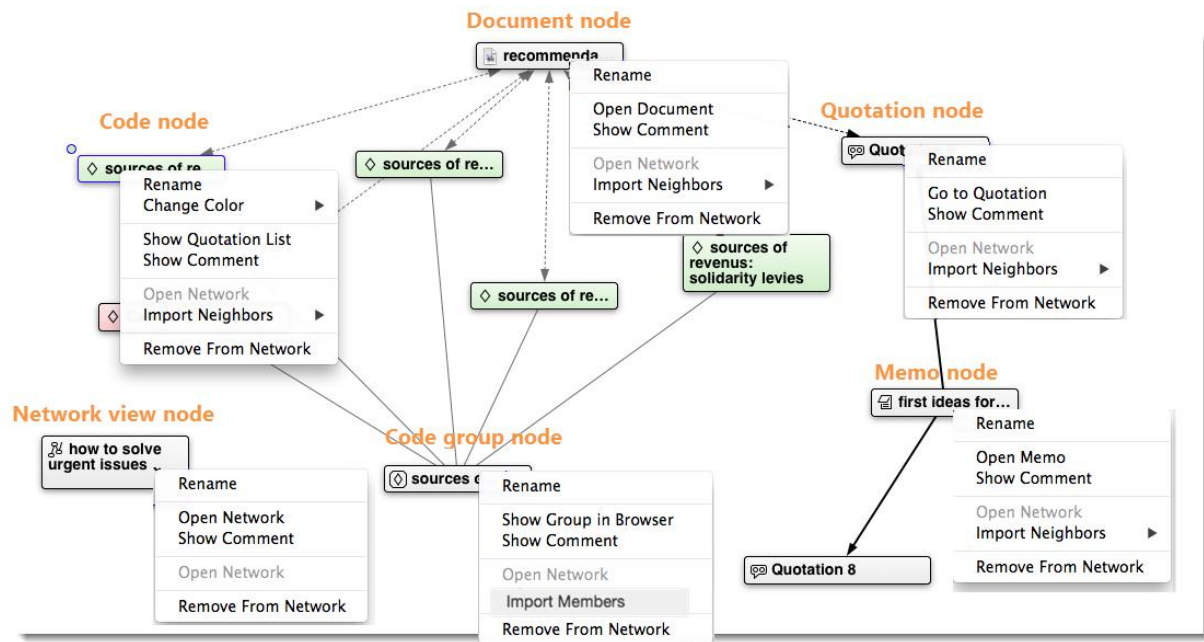 Document node
recommenda
Rename
Open Document
Show Comment
Open Network
Import Neighbors
Remove From Network
Code node
sources of re...
Rename
Change Color
Show Quotation List
Show Comment
Open Network
Import Neighbors
Remove From Network
sources of re...
sources of re...
sources of
revenus:
solidarity levies
Quotation node
Rename
Go to Quotation
Show Comment
Open Network
Import Neighbors
Remove From Network
Memo node
first ideas for...
Rename
Open Memo
Show Comment
Open Network
Import Neighbors
Remove From Network
Network view node
how to solve
urgent issues
Rename
Open Network
Show Comment
Open Network
Remove From Network
Code group node
sources
Rename
Show Group in Browser
Show Comment
Open Network
Import Members
Remove From Network
Quotation 8